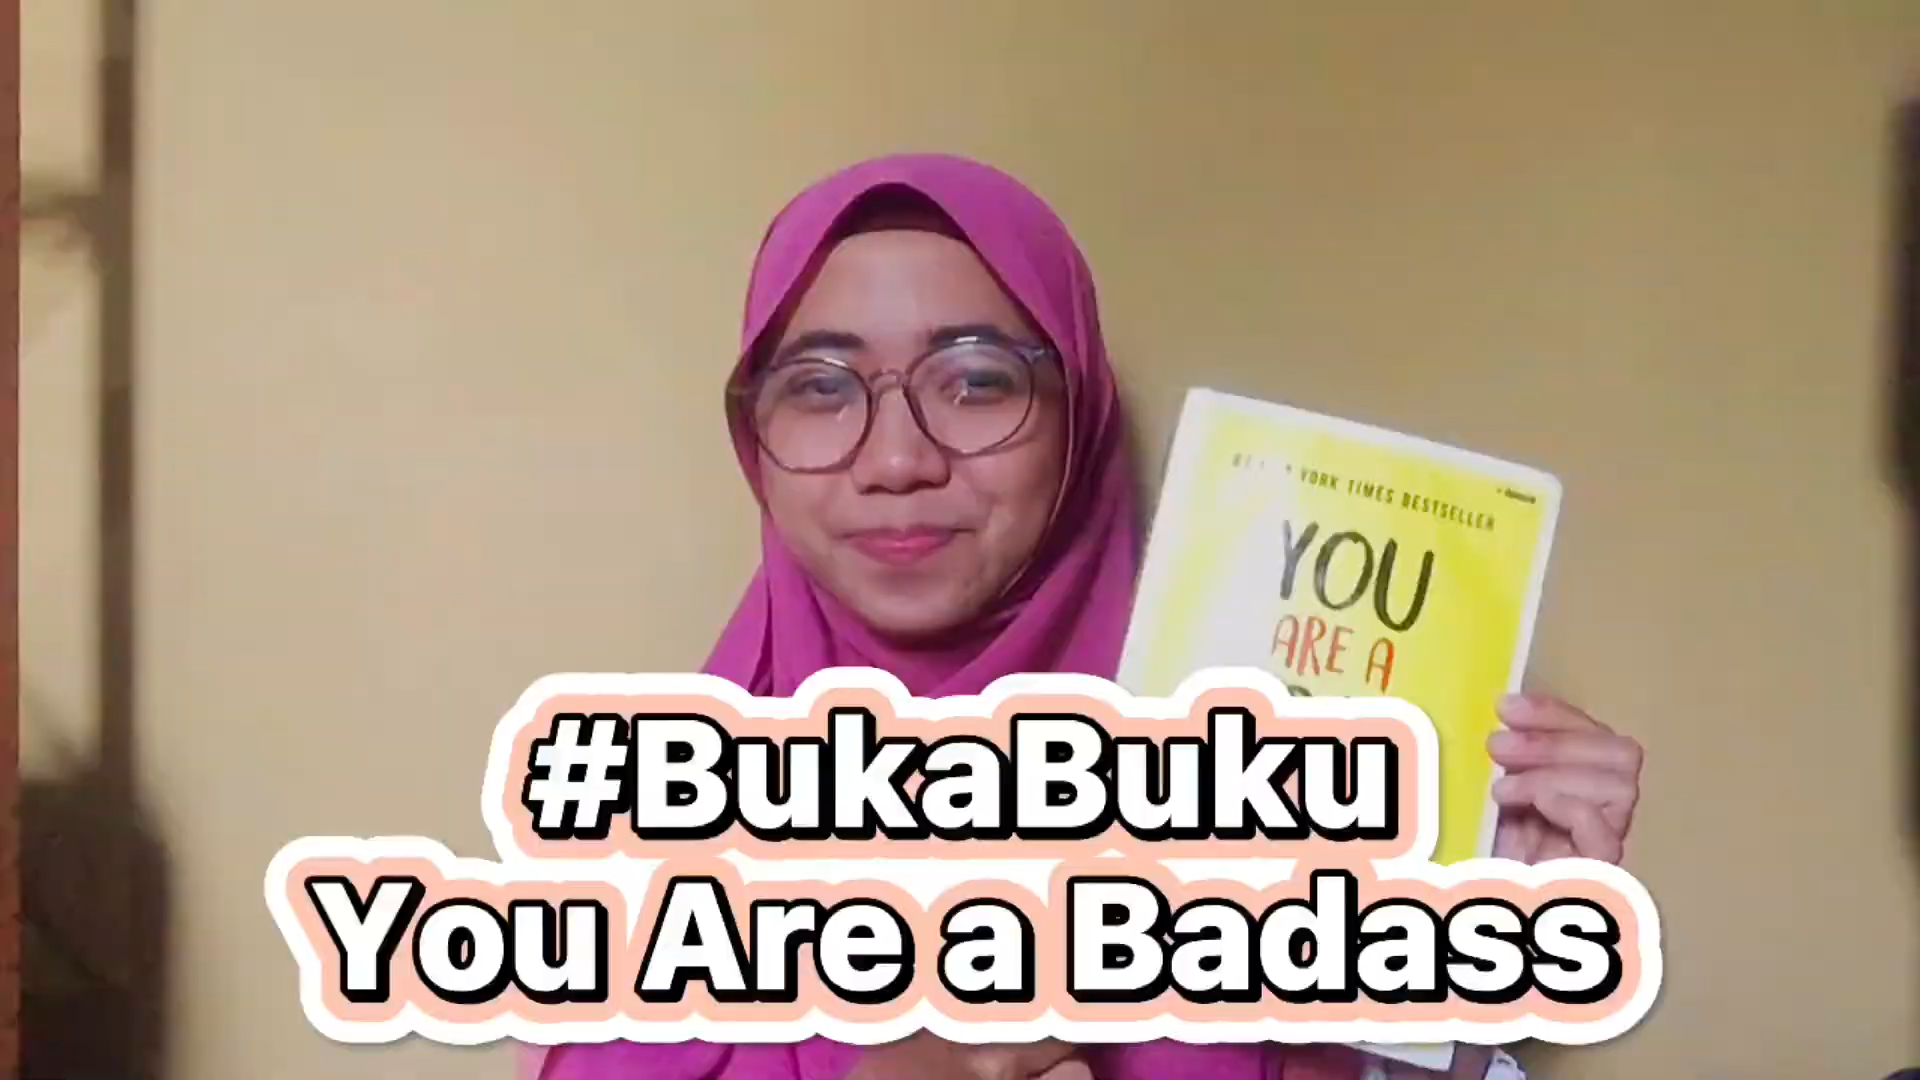 YORK TIMES BESTSELLER
YOU
ARE A
#BukaBuku
You Are a Badass